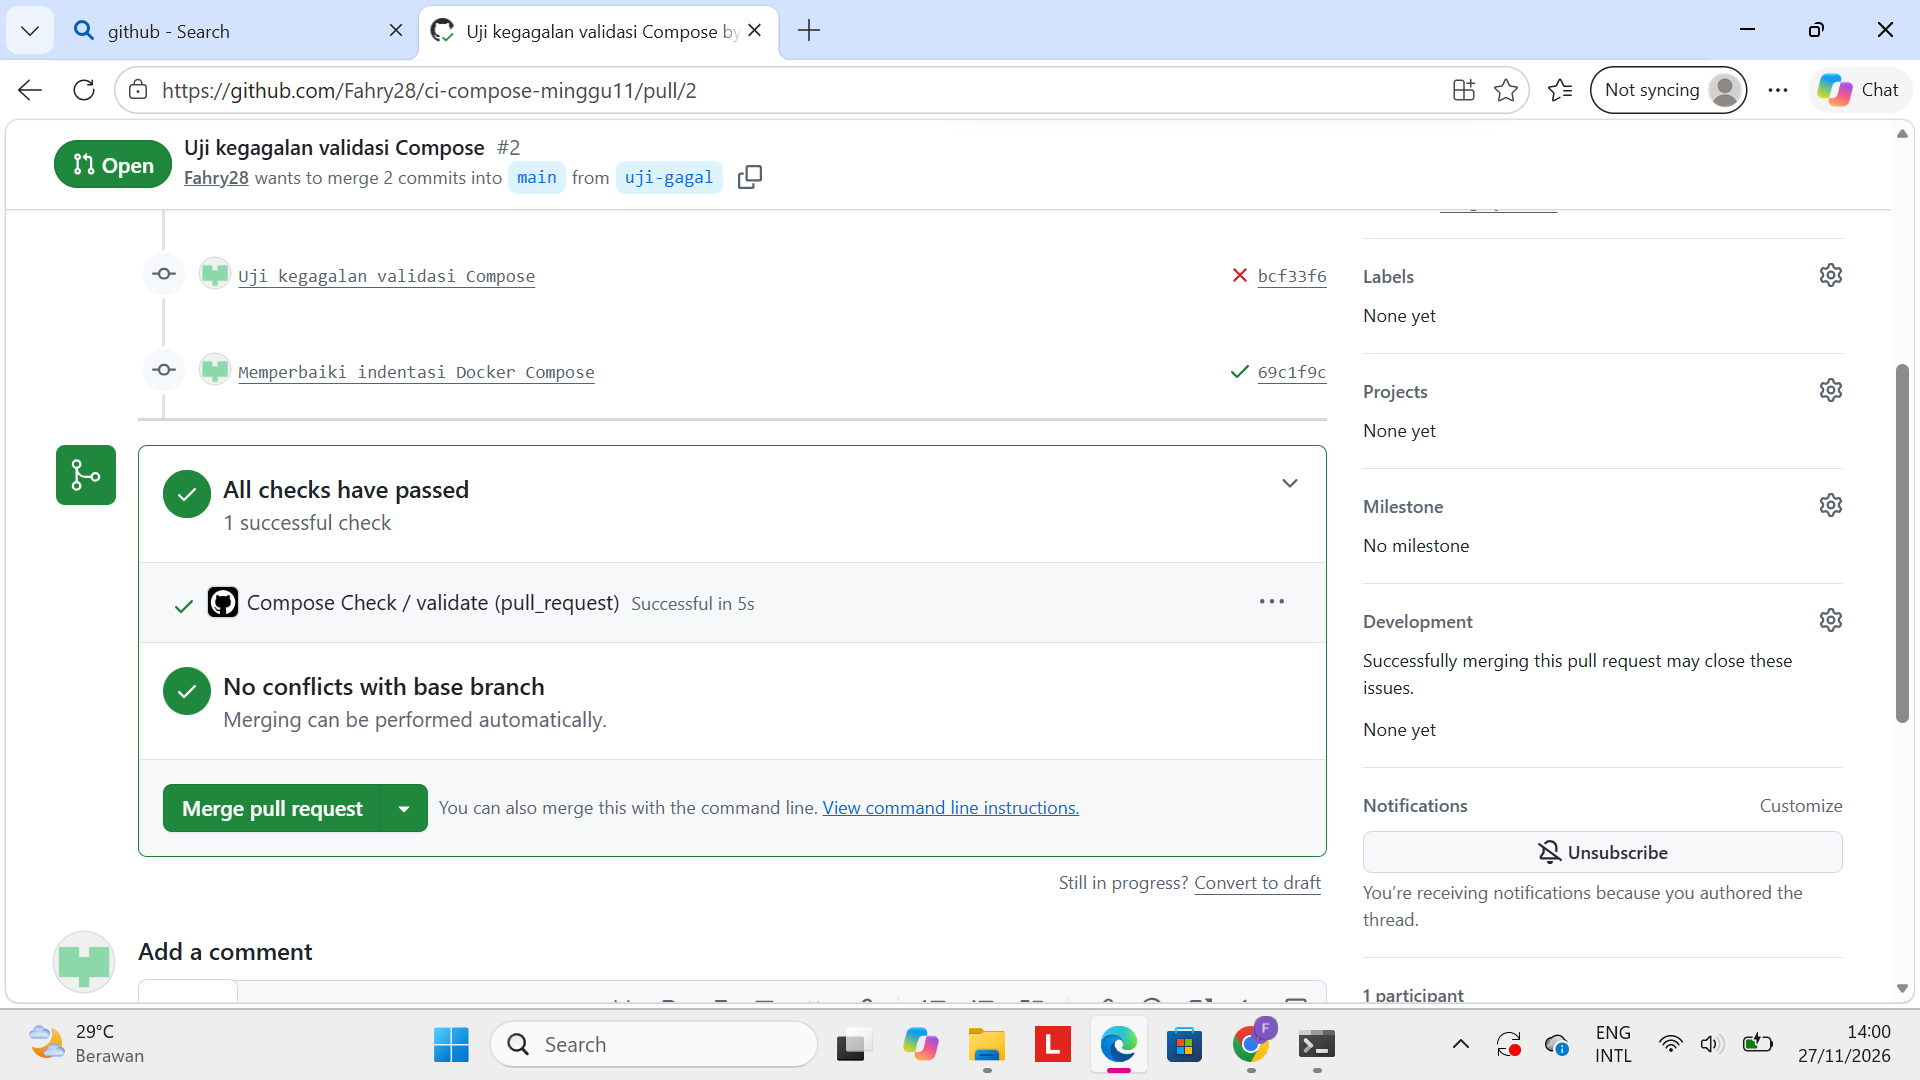 github - Search
Uji kegagalan validasi Compose by
https://github.com/Fahry28/ci-compose-minggu11/pull/2
Not syncing
Chat
Open
Uji kegagalan validasi Compose #2
Fahry28 wants to merge 2 commits into main from uji-gagal
Uji kegagalan validasi Compose
bcf33f6
Memperbaiki indentasi Docker Compose
69c1f9c
All checks have passed
1 successful check
Compose Check / validate (pull_request) Successful in 5s
No conflicts with base branch
Merging can be performed automatically.
Merge pull request
You can also merge this with the command line. View command line instructions.
Still in progress? Convert to draft
Add a comment
Labels
None yet
Projects
None yet
Milestone
No milestone
Development
Successfully merging this pull request may close these
issues.
None yet
Notifications
Customize
Unsubscribe
You're receiving notifications because you authored the
thread.
1 participant
29°C
Berawan
Search
L
F
ENG
INTL
14:00
27/11/2026